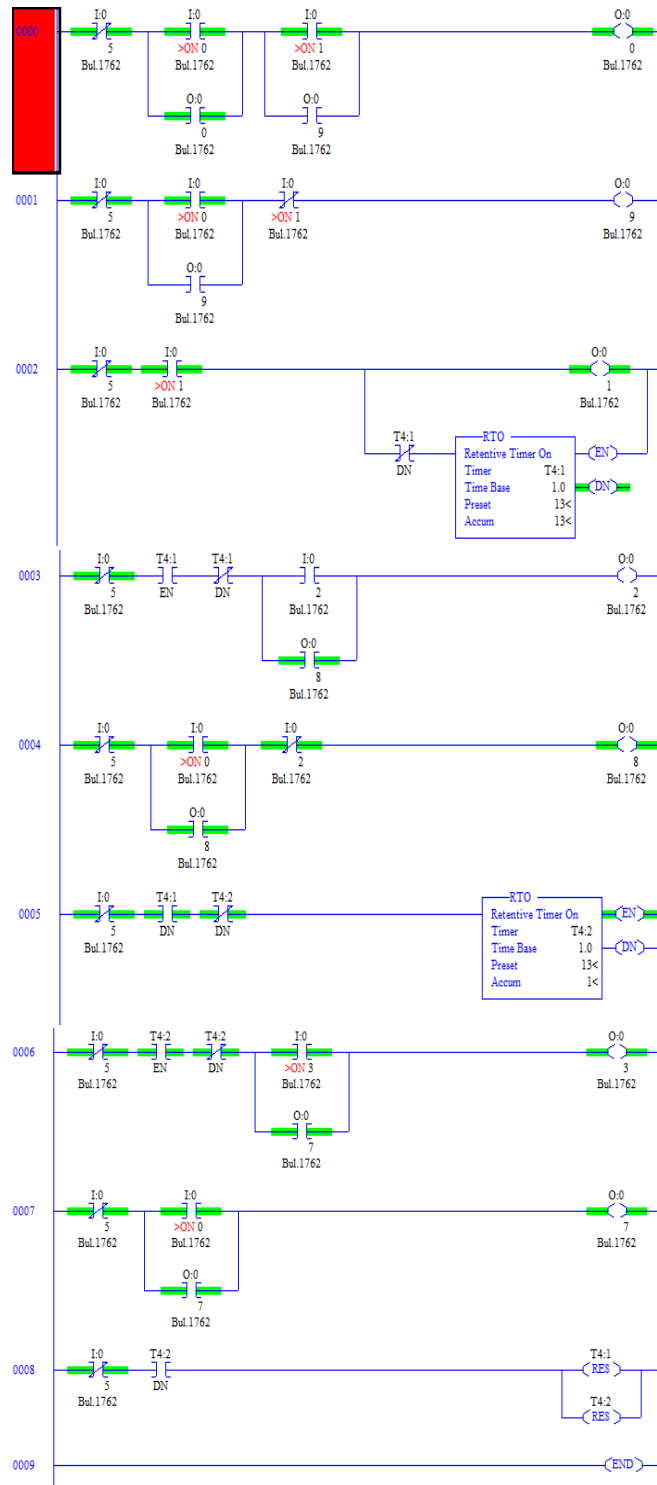 I:0 I:0 I:0 O:0
0000
5 >ON 0 >ON 1 0
Bul.1762 Bul.1762 Bul.1762 Bul.1762
O:0 O:0
0 9
Bul.1762 Bul.1762
I:0 I:0 I:0 O:0
0001
5 >ON 0 >ON 1 9
Bul.1762 Bul.1762 Bul.1762 Bul.1762
O:0
9
Bul.1762
I:0 I:0 O:0
0002
5 >ON 1 1
Bul.1762 Bul.1762 Bul.1762
T4:1 RTO
DN Retentive Timer On EN
Timer T4:1
Time Base 1.0 DN
Preset 13<
Accum 13<
I:0 T4:1 T4:1 I:0 O:0
0003
5 EN DN 2 2
Bul.1762 Bul.1762 Bul.1762
O:0
8
Bul.1762
I:0 I:0 I:0 O:0
0004
5 >ON 0 2 8
Bul.1762 Bul.1762 Bul.1762 Bul.1762
O:0
8
Bul.1762
I:0 T4:1 T4:2 RTO
0005
5 DN DN Retentive Timer On EN
Bul.1762 Timer T4:2
Time Base 1.0 DN
Preset 13<
Accum 1<
I:0 T4:2 T4:2 I:0 O:0
0006
5 EN DN >ON 3 3
Bul.1762 Bul.1762 Bul.1762
O:0
7
Bul.1762
I:0 I:0 O:0
0007
5 >ON 0 7
Bul.1762 Bul.1762 Bul.1762
O:0
7
Bul.1762
I:0 T4:2 T4:1
0008 RES
5 DN
Bul.1762 T4:2
RES
0009 END